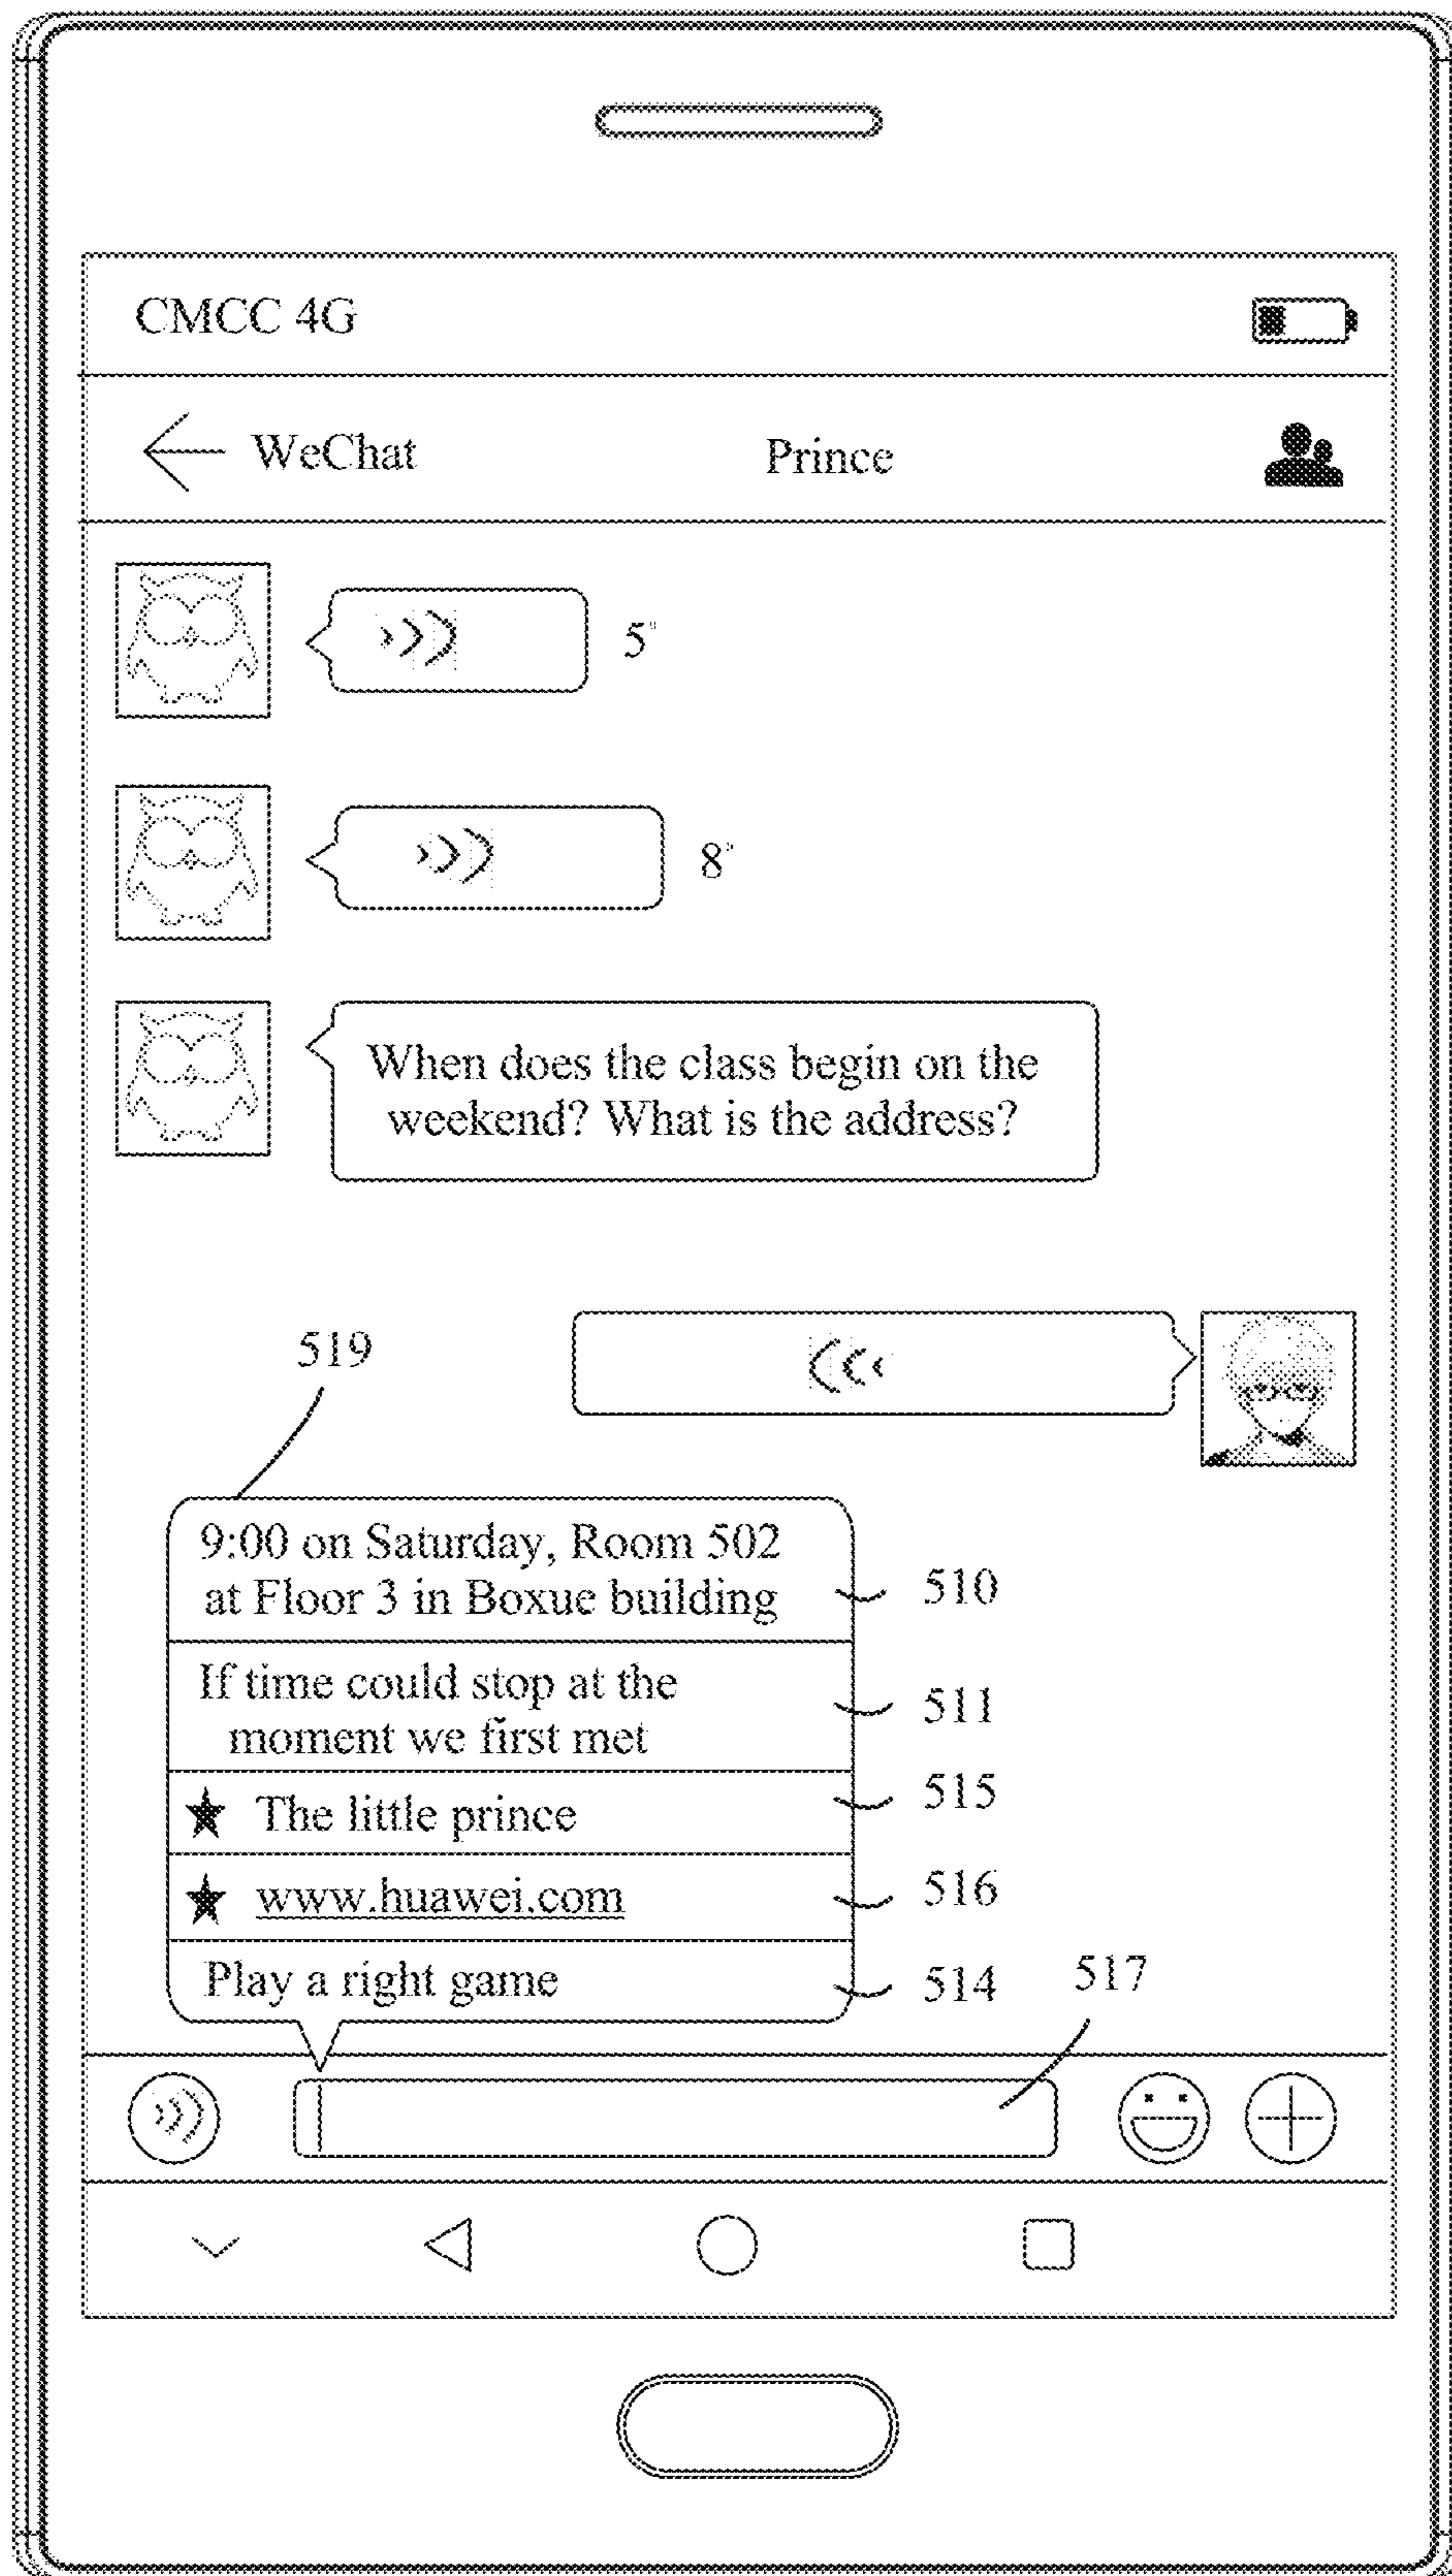 CMCC 4G
WeChat
Prince
5"
8"
When does the class begin on the
weekend? What is the address?
519
9:00 on Saturday, Room 502
at Floor 3 in Boxue building
510
If time could stop at the
moment we first met
511
The little prince
515
www.huawei.com
516
Play a right game
514
517